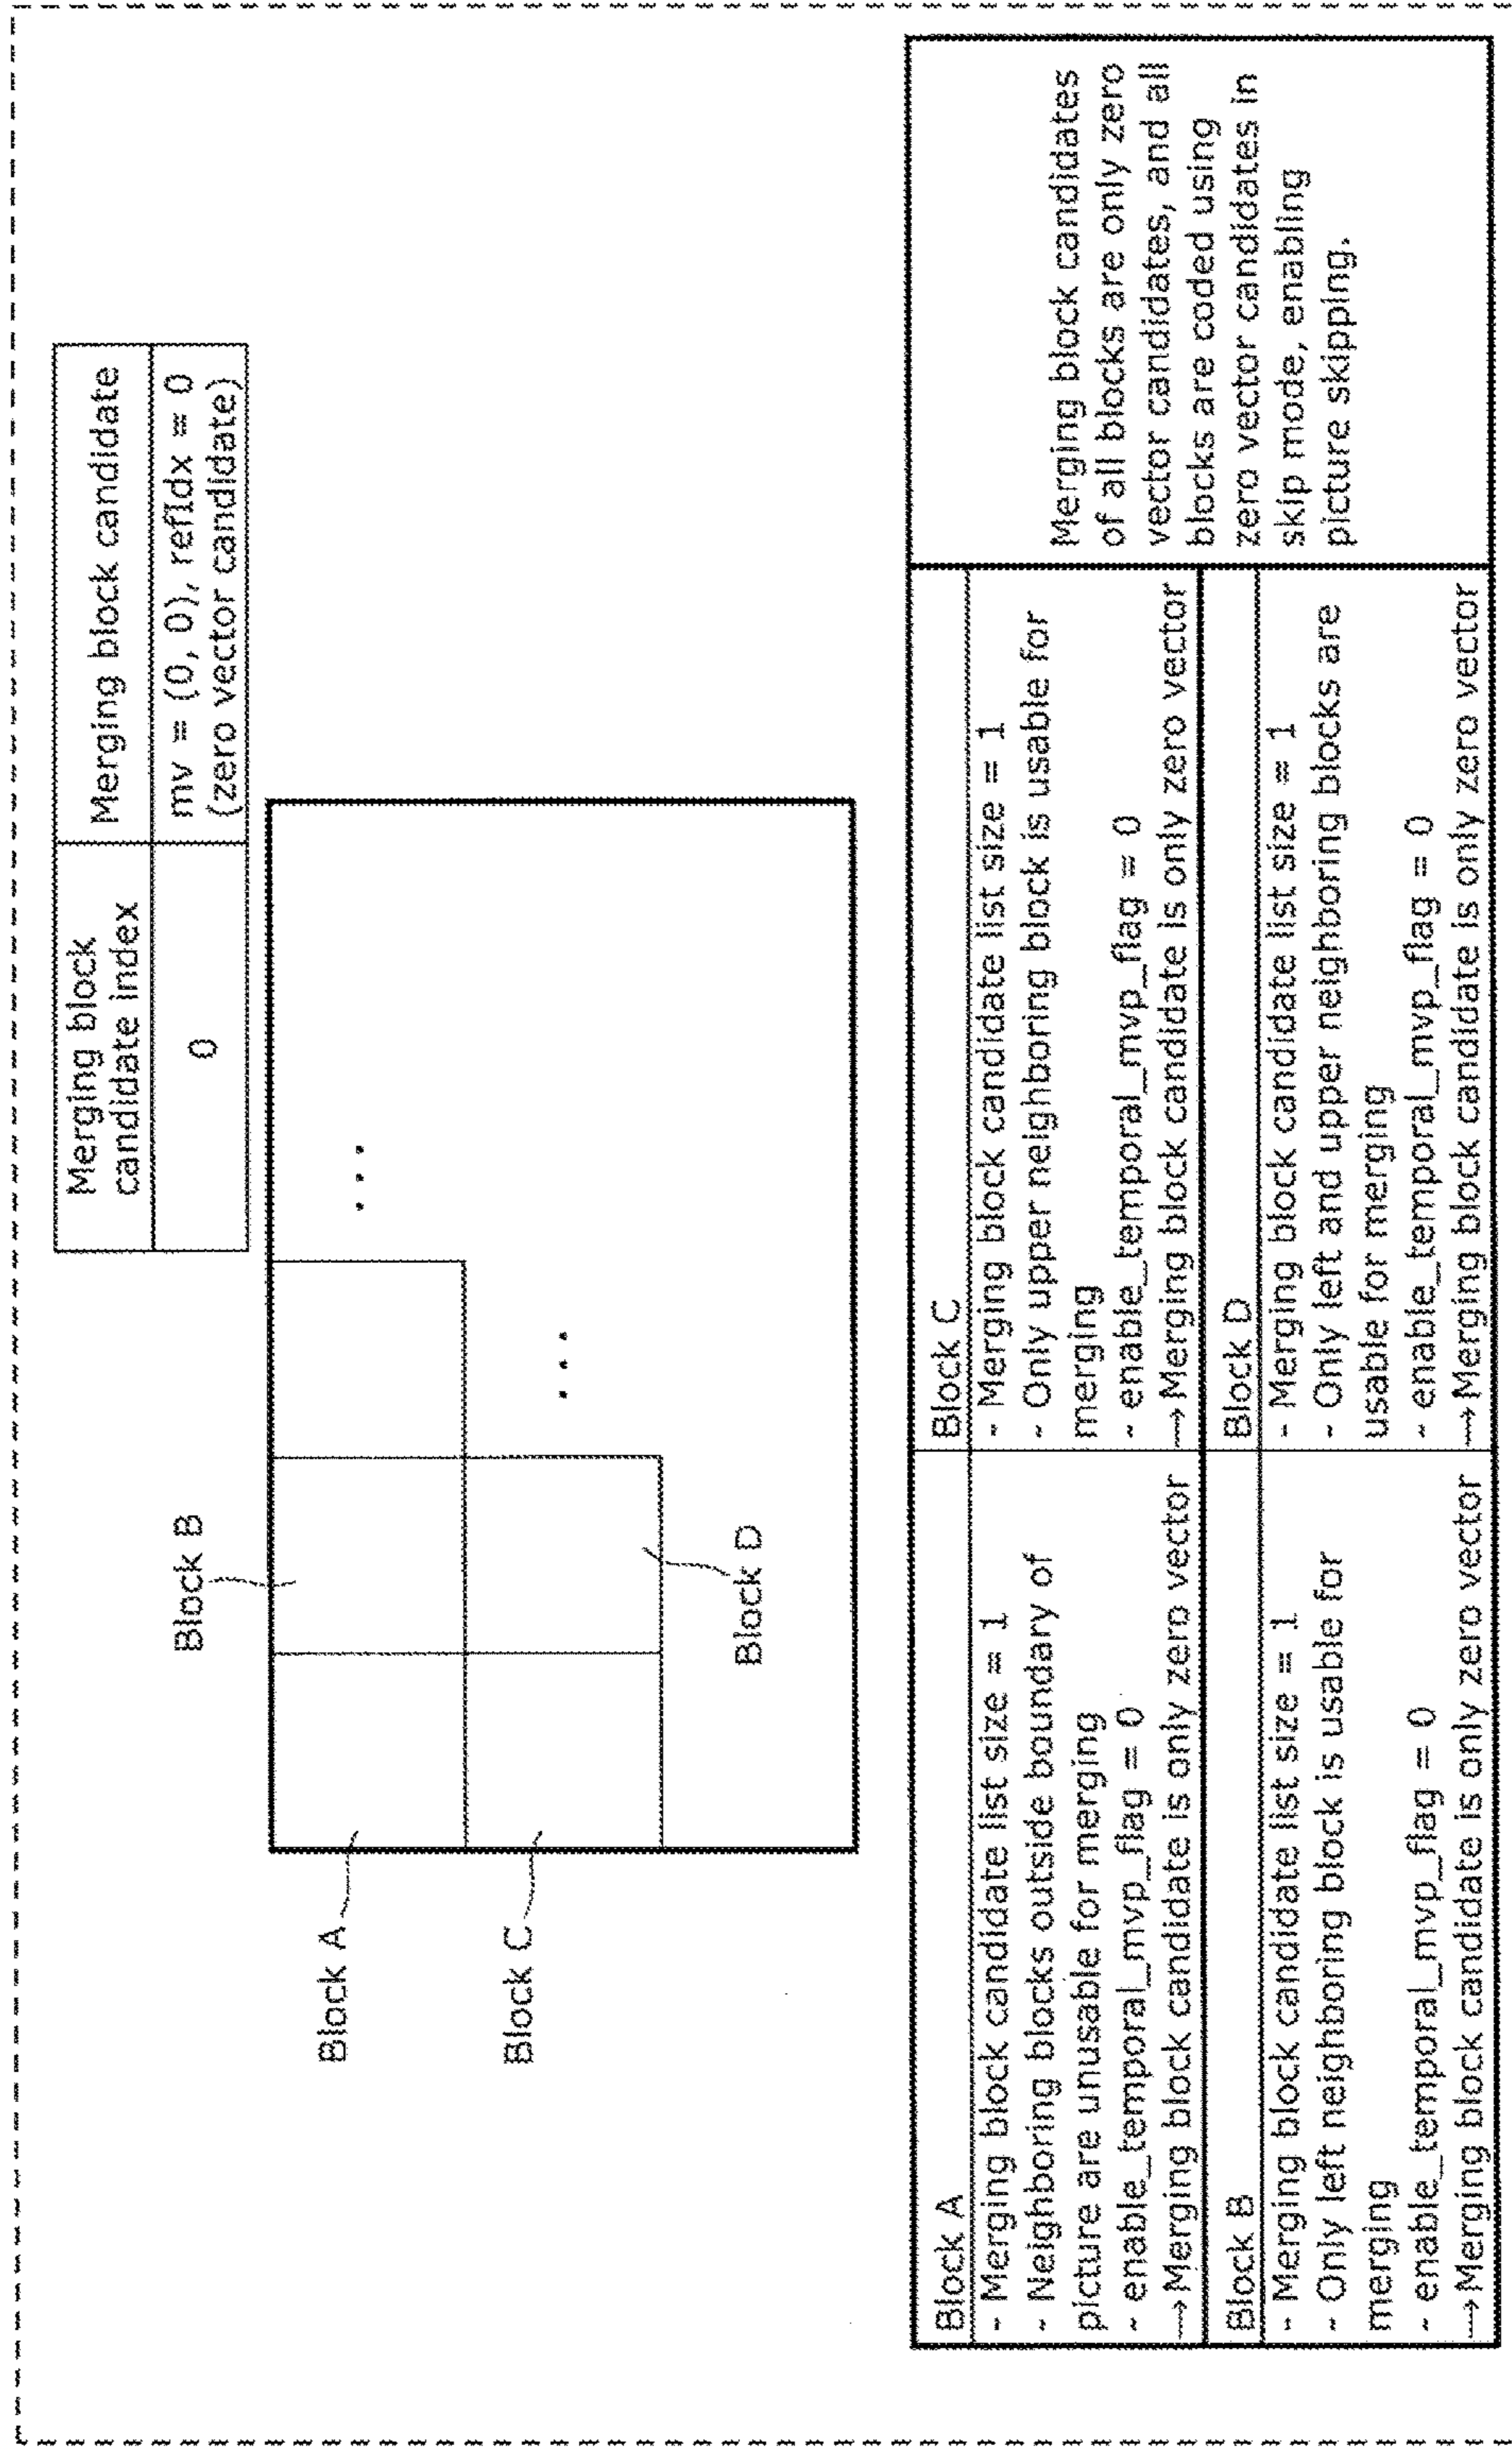 Merging block
candidate index
Merging block candidate
0
mv = (0, 0), refIdx = 0
(zero vector candidate)
Block B
Block A
Block C
Block D
...
...
Block A
- Merging block candidate list size = 1
- Neighboring blocks outside boundary of
picture are unusable for merging
- enable_temporal_mvp_flag = 0
→Merging block candidate is only zero vector
Block C
- Merging block candidate list size = 1
- Only upper neighboring block is usable for
merging
- enable_temporal_mvp_flag = 0
→Merging block candidate is only zero vector
Block B
- Merging block candidate list size = 1
- Only left neighboring block is usable for
merging
- enable_temporal_mvp_flag = 0
→Merging block candidate is only zero vector
Block D
- Merging block candidate list size = 1
- Only left and upper neighboring blocks are
usable for merging
- enable_temporal_mvp_flag = 0
→Merging block candidate is only zero vector
Merging block candidates
of all blocks are only zero
vector candidates, and all
blocks are coded using
zero vector candidates in
skip mode, enabling
picture skipping.